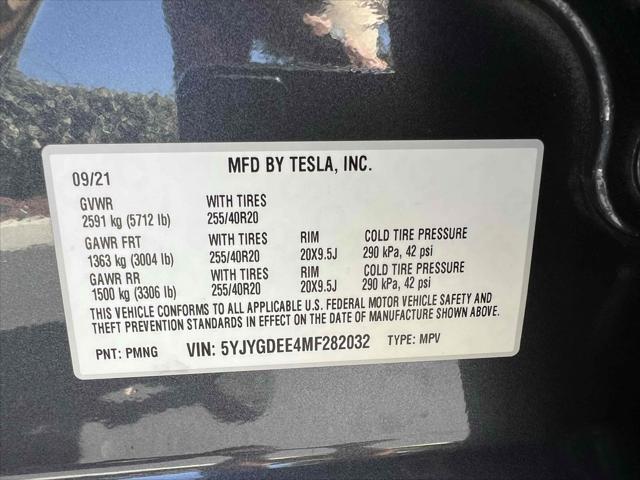 MFD BY TESLA, INC.
09/21
GVWR WITH TIRES
2591 kg (5712 lb) 255/40R20
GAWR FRT WITH TIRES RIM COLD TIRE PRESSURE
1363 kg (3004 lb) 255/40R20 20X9.5J 290 kPa, 42 psi
GAWR RR WITH TIRES RIM COLD TIRE PRESSURE
1500 kg (3306 lb) 255/40R20 20X9.5J 290 kPa, 42 psi
THIS VEHICLE CONFORMS TO ALL APPLICABLE U.S. FEDERAL MOTOR VEHICLE SAFETY AND
THEFT PREVENTION STANDARDS IN EFFECT ON THE DATE OF MANUFACTURE SHOWN ABOVE.
PNT: PMNG VIN: 5YJYGDEE4MF282032 TYPE: MPV